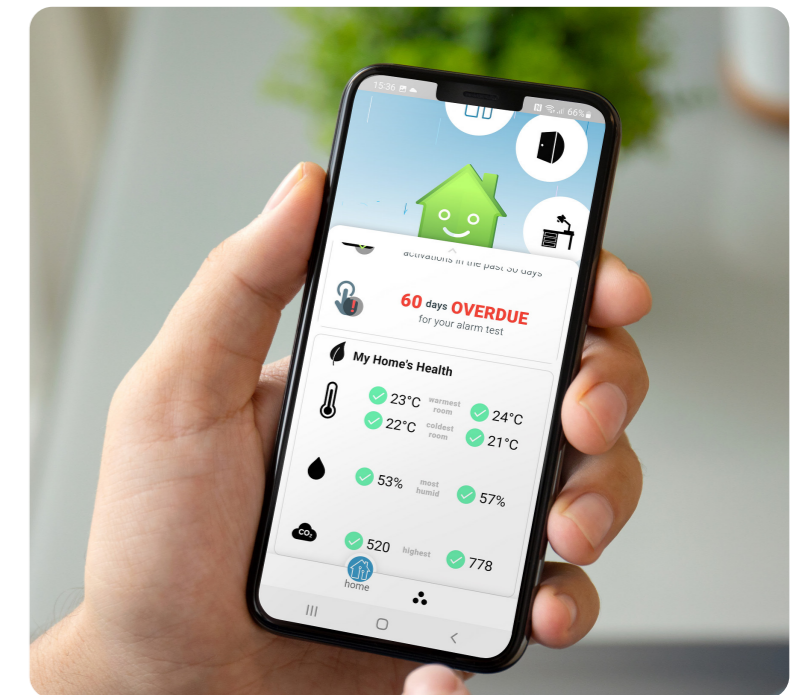 15:36
66%
activations in the past 30 days
60 days OVERDUE
for your alarm test
My Home's Health
23°C warmest room 24°C
22°C coldest room 21°C
53% most humid 57%
CO₂ 520 highest 778
home